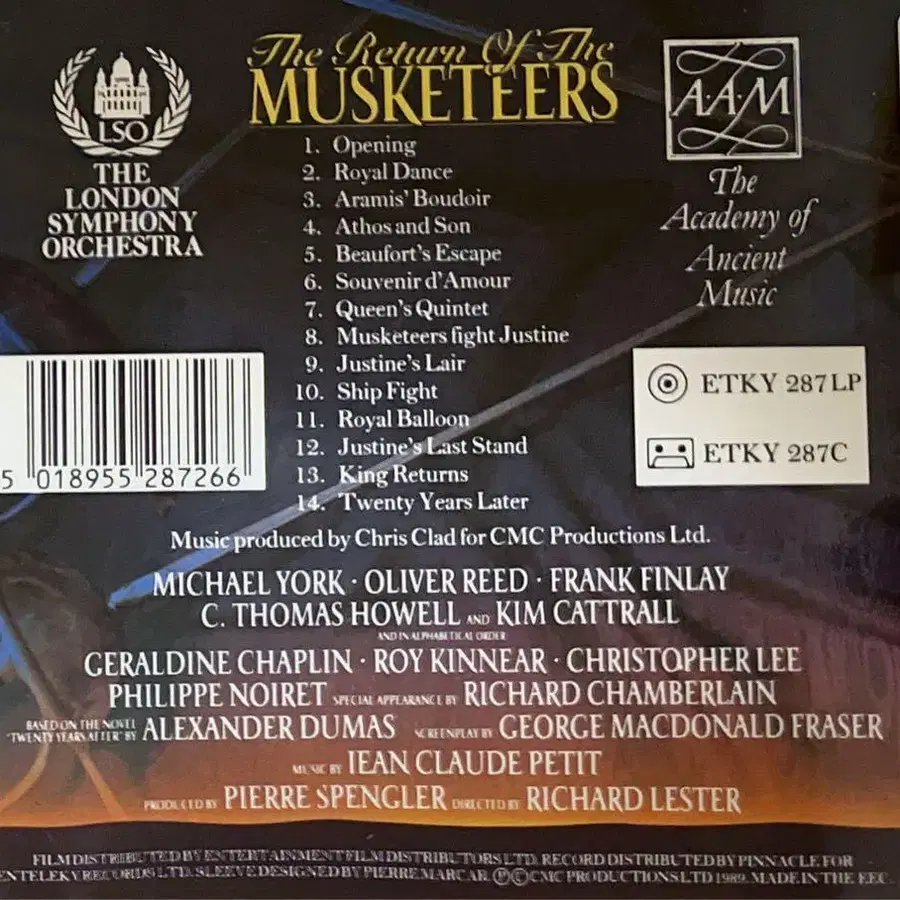 The Return Of The
MUSKETEERS
LSO
THE
LONDON
SYMPHONY
ORCHESTRA
A·A·M
The
Academy of
Ancient
Music
1. Opening
2. Royal Dance
3. Aramis' Boudoir
4. Athos and Son
5. Beaufort's Escape
6. Souvenir d'Amour
7. Queen's Quintet
8. Musketeers fight Justine
9. Justine's Lair
10. Ship Fight
11. Royal Balloon
12. Justine's Last Stand
13. King Returns
14. Twenty Years Later
5 018955 287266
ETKY 287 LP
ETKY 287C
Music produced by Chris Clad for CMC Productions Ltd.
MICHAEL YORK · OLIVER REED · FRANK FINLAY
C. THOMAS HOWELL AND KIM CATTRALL
AND IN ALPHABETICAL ORDER
GERALDINE CHAPLIN · ROY KINNEAR · CHRISTOPHER LEE
PHILIPPE NOIRET SPECIAL APPEARANCE BY RICHARD CHAMBERLAIN
BASED ON THE NOVEL "TWENTY YEARS AFTER" BY ALEXANDER DUMAS SCREENPLAY BY GEORGE MACDONALD FRASER
MUSIC BY JEAN CLAUDE PETIT
PRODUCED BY PIERRE SPENGLER DIRECTED BY RICHARD LESTER
FILM DISTRIBUTED BY ENTERTAINMENT FILM DISTRIBUTORS LTD. RECORD DISTRIBUTED BY PINNACLE FOR
ENTELEKY RECORDS LTD. SLEEVE DESIGNED BY PIERRE MARCAR. ℗© CMC PRODUCTIONS LTD 1989. MADE IN THE E.E.C.